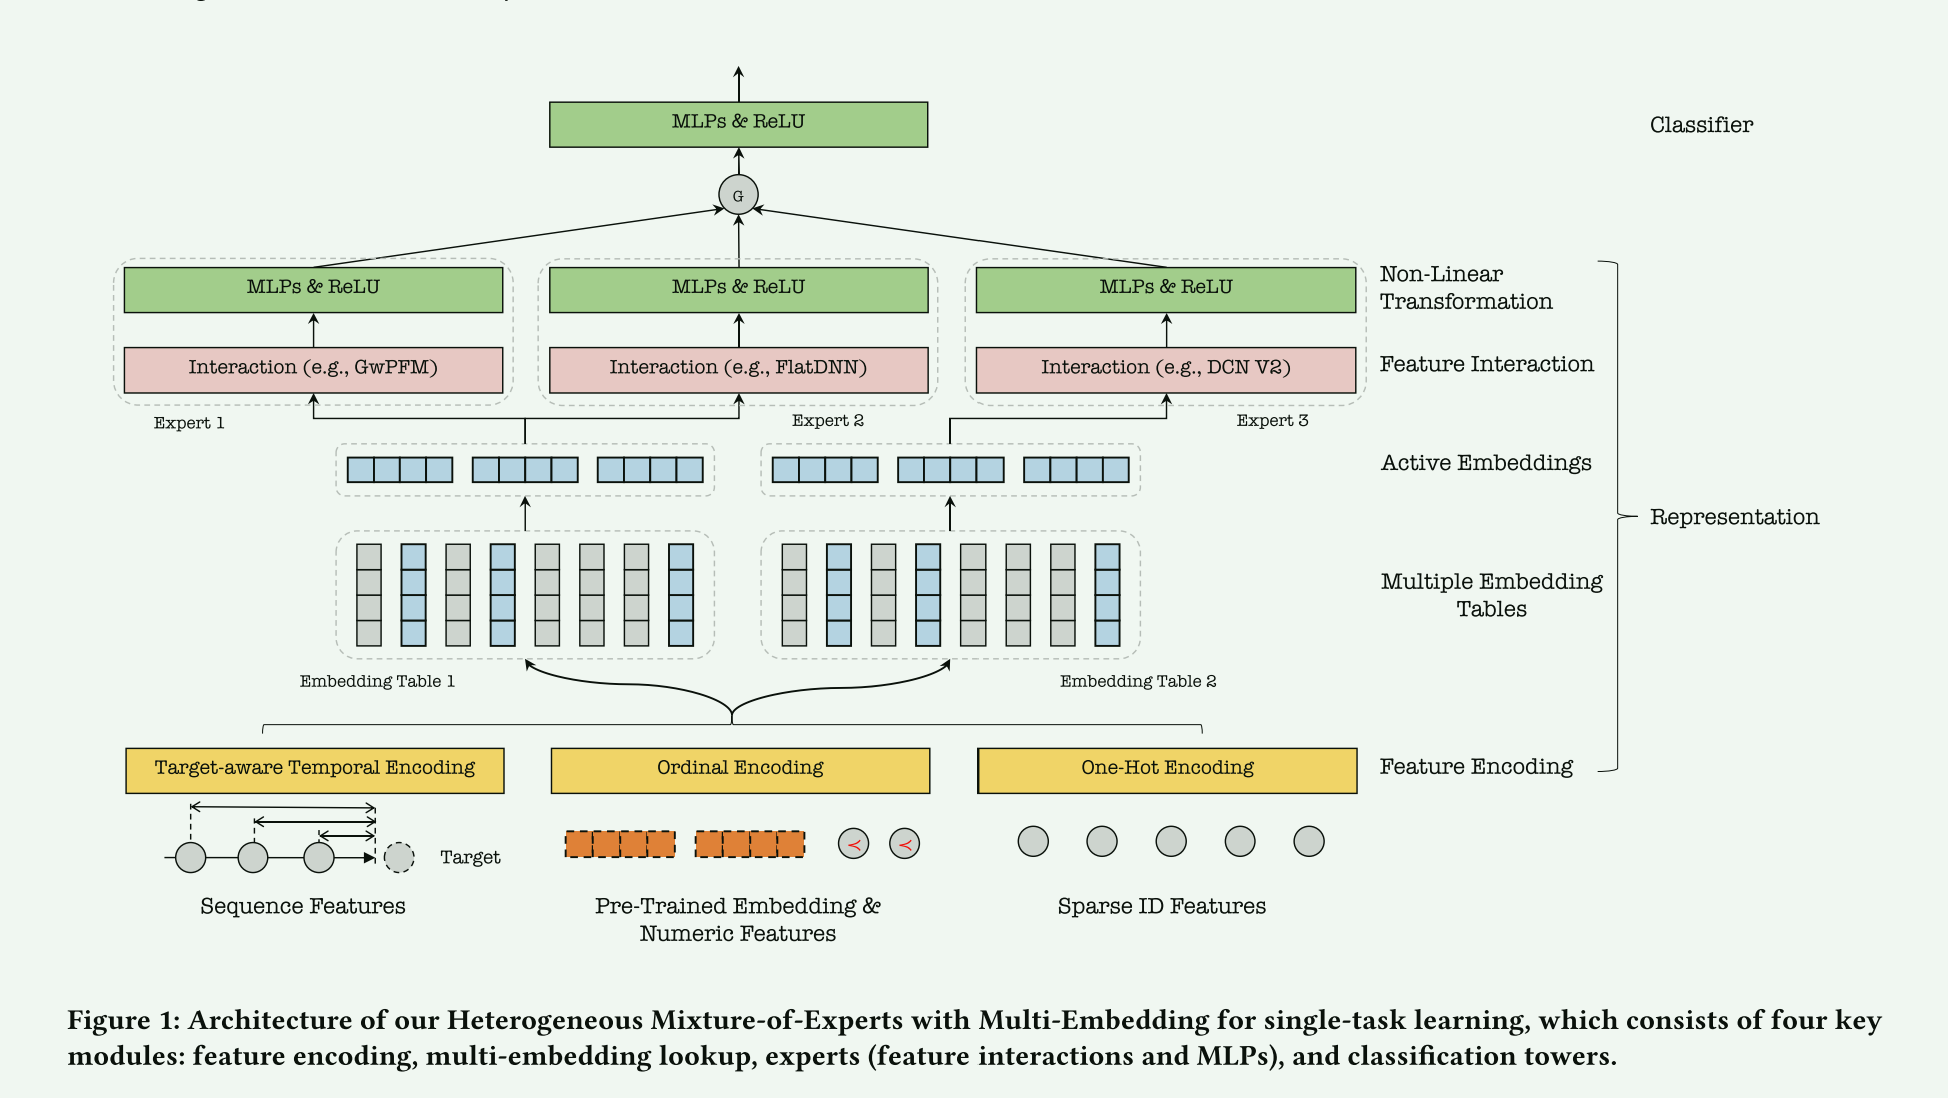 MLPs & ReLU
Classifier
G
MLPs & ReLU
MLPs & ReLU
MLPs & ReLU
Non-Linear
Transformation
Interaction (e.g., GwPFM)
Interaction (e.g., FlatDNN)
Interaction (e.g., DCN V2)
Feature Interaction
Expert 1
Expert 2
Expert 3
Active Embeddings
Representation
Multiple Embedding
Tables
Embedding Table 1
Embedding Table 2
Target-aware Temporal Encoding
Ordinal Encoding
One-Hot Encoding
Feature Encoding
Target
≺ ≺
Sequence Features
Pre-Trained Embedding &
Numeric Features
Sparse ID Features
Figure 1: Architecture of our Heterogeneous Mixture-of-Experts with Multi-Embedding for single-task learning, which consists of four key
modules: feature encoding, multi-embedding lookup, experts (feature interactions and MLPs), and classification towers.